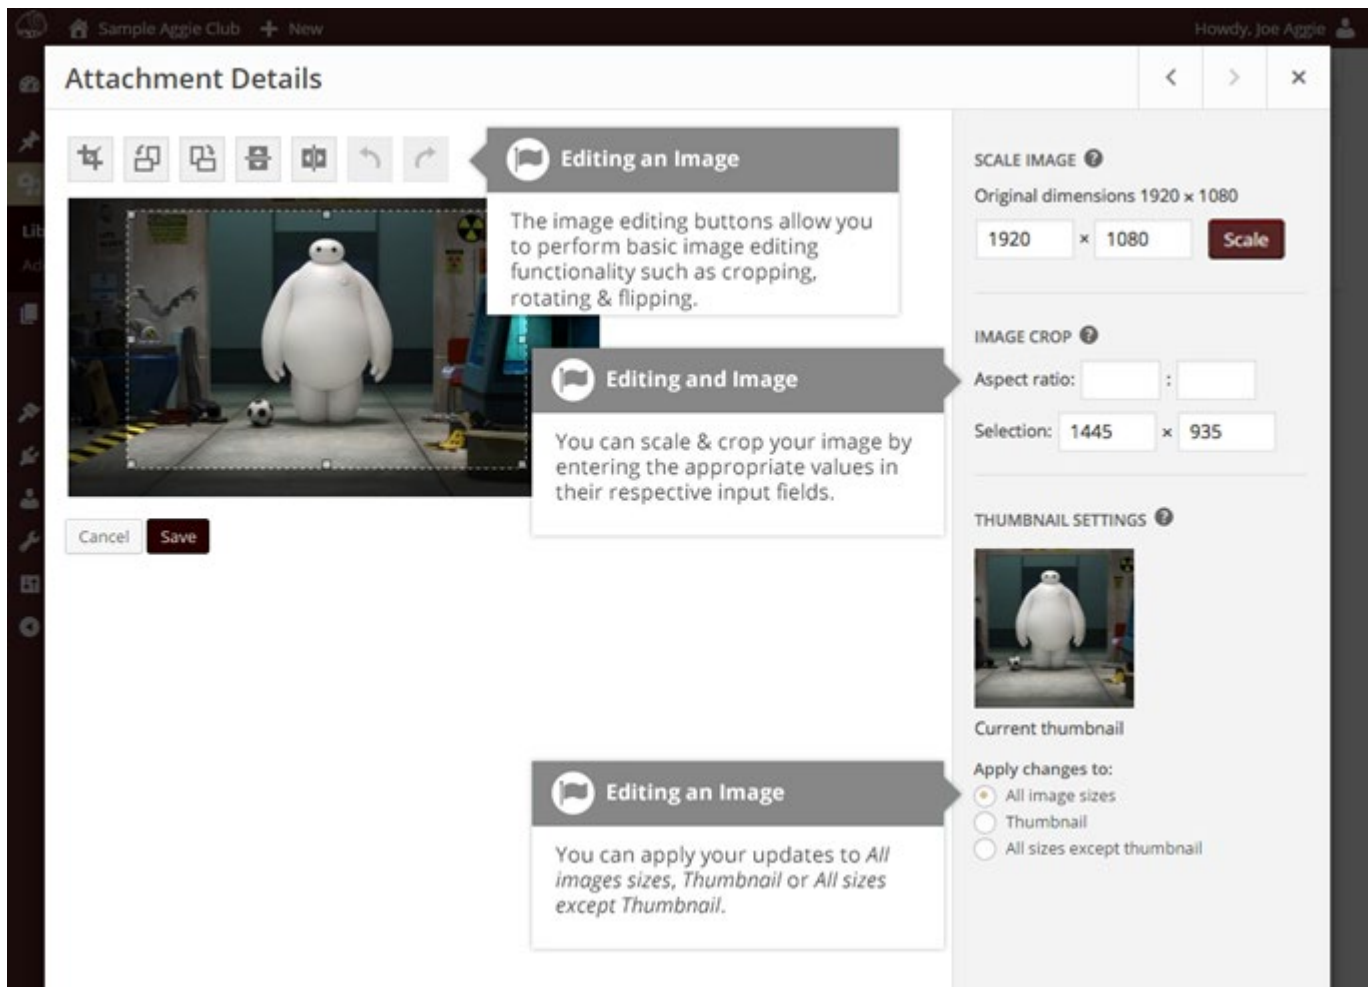 Sample Aggie Club
New
Howdy, Joe Aggie
Attachment Details
Lib
Ad
Editing an Image
The image editing buttons allow you
to perform basic image editing
functionality such as cropping,
rotating & flipping.
SCALE IMAGE
Original dimensions 1920 × 1080
1920 × 1080 Scale
Editing and Image
You can scale & crop your image by
entering the appropriate values in
their respective input fields.
IMAGE CROP
Aspect ratio: :
Selection: 1445 × 935
Cancel Save
THUMBNAIL SETTINGS
Current thumbnail
Editing an Image
You can apply your updates to All
images sizes, Thumbnail or All sizes
except Thumbnail.
Apply changes to:
All image sizes
Thumbnail
All sizes except thumbnail